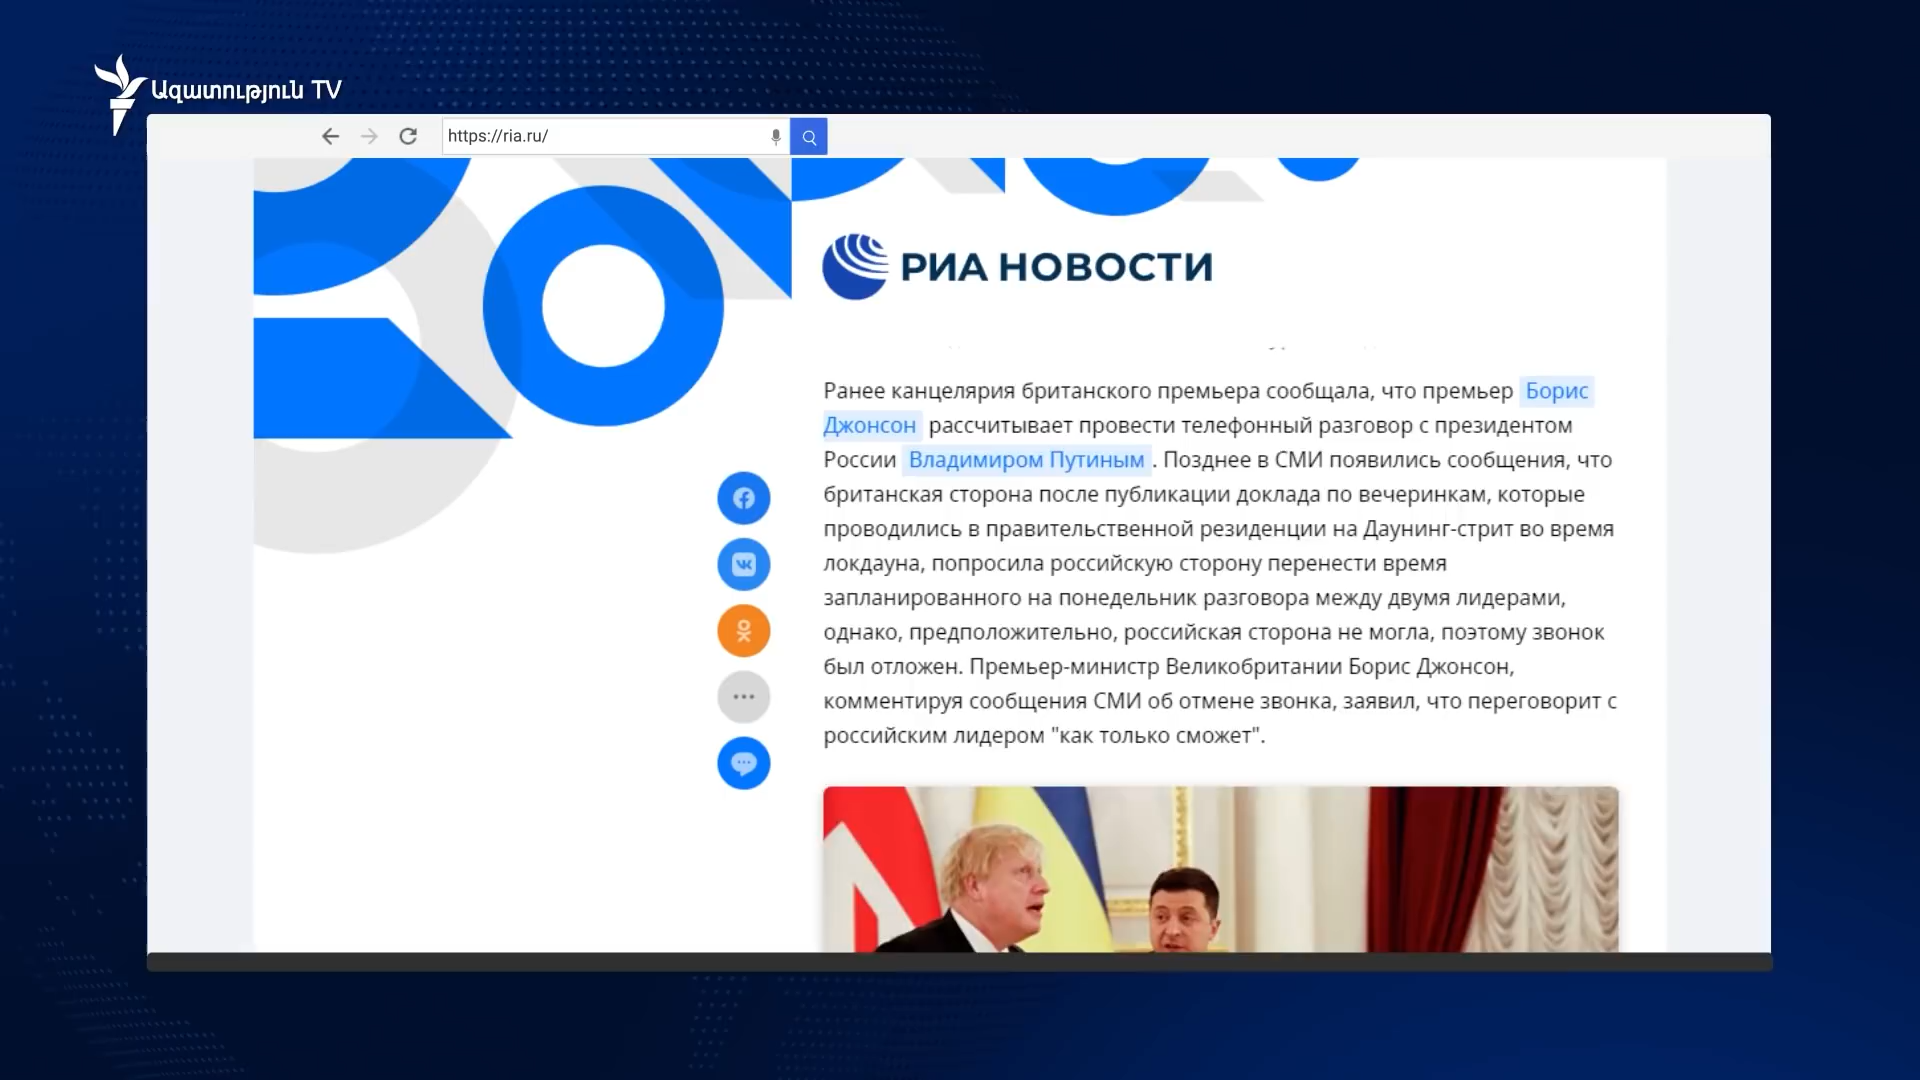 Ազատություն TV
https://ria.ru/
РИА НОВОСТИ
Ранее канцелярия британского премьера сообщала, что премьер Борис
Джонсон рассчитывает провести телефонный разговор с президентом
России Владимиром Путиным. Позднее в СМИ появились сообщения, что
британская сторона после публикации доклада по вечеринкам, которые
проводились в правительственной резиденции на Даунинг-стрит во время
локдауна, попросила российскую сторону перенести время
запланированного на понедельник разговора между двумя лидерами,
однако, предположительно, российская сторона не могла, поэтому звонок
был отложен. Премьер-министр Великобритании Борис Джонсон,
комментируя сообщения СМИ об отмене звонка, заявил, что переговорит с
российским лидером "как только сможет".